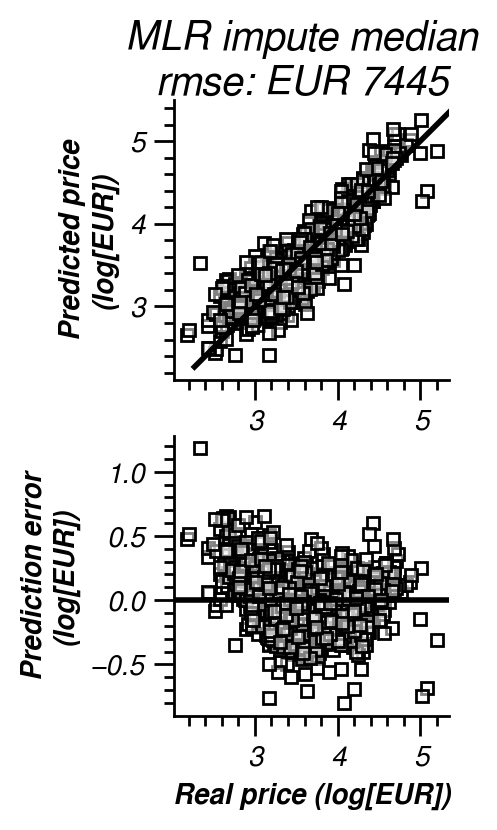 MLR impute median
rmse: EUR 7445
Predicted price
(log[EUR])
5
4
3
3 4 5
Prediction error
(log[EUR])
1.0
0.5
0.0
−0.5
3 4 5
Real price (log[EUR])